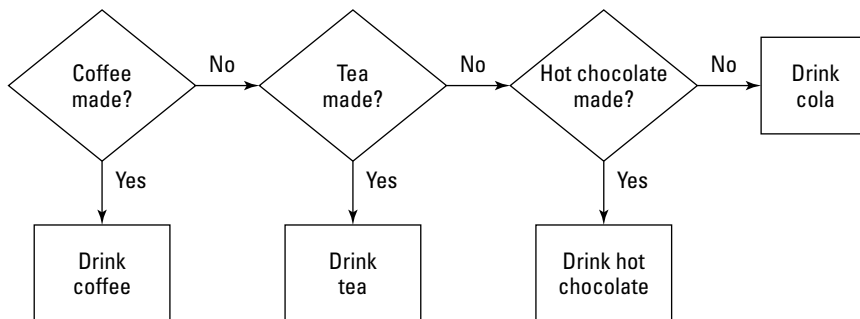 Coffee
made?
No
Tea
made?
No
Hot chocolate
made?
No
Drink
cola
Yes
Yes
Yes
Drink
coffee
Drink
tea
Drink hot
chocolate